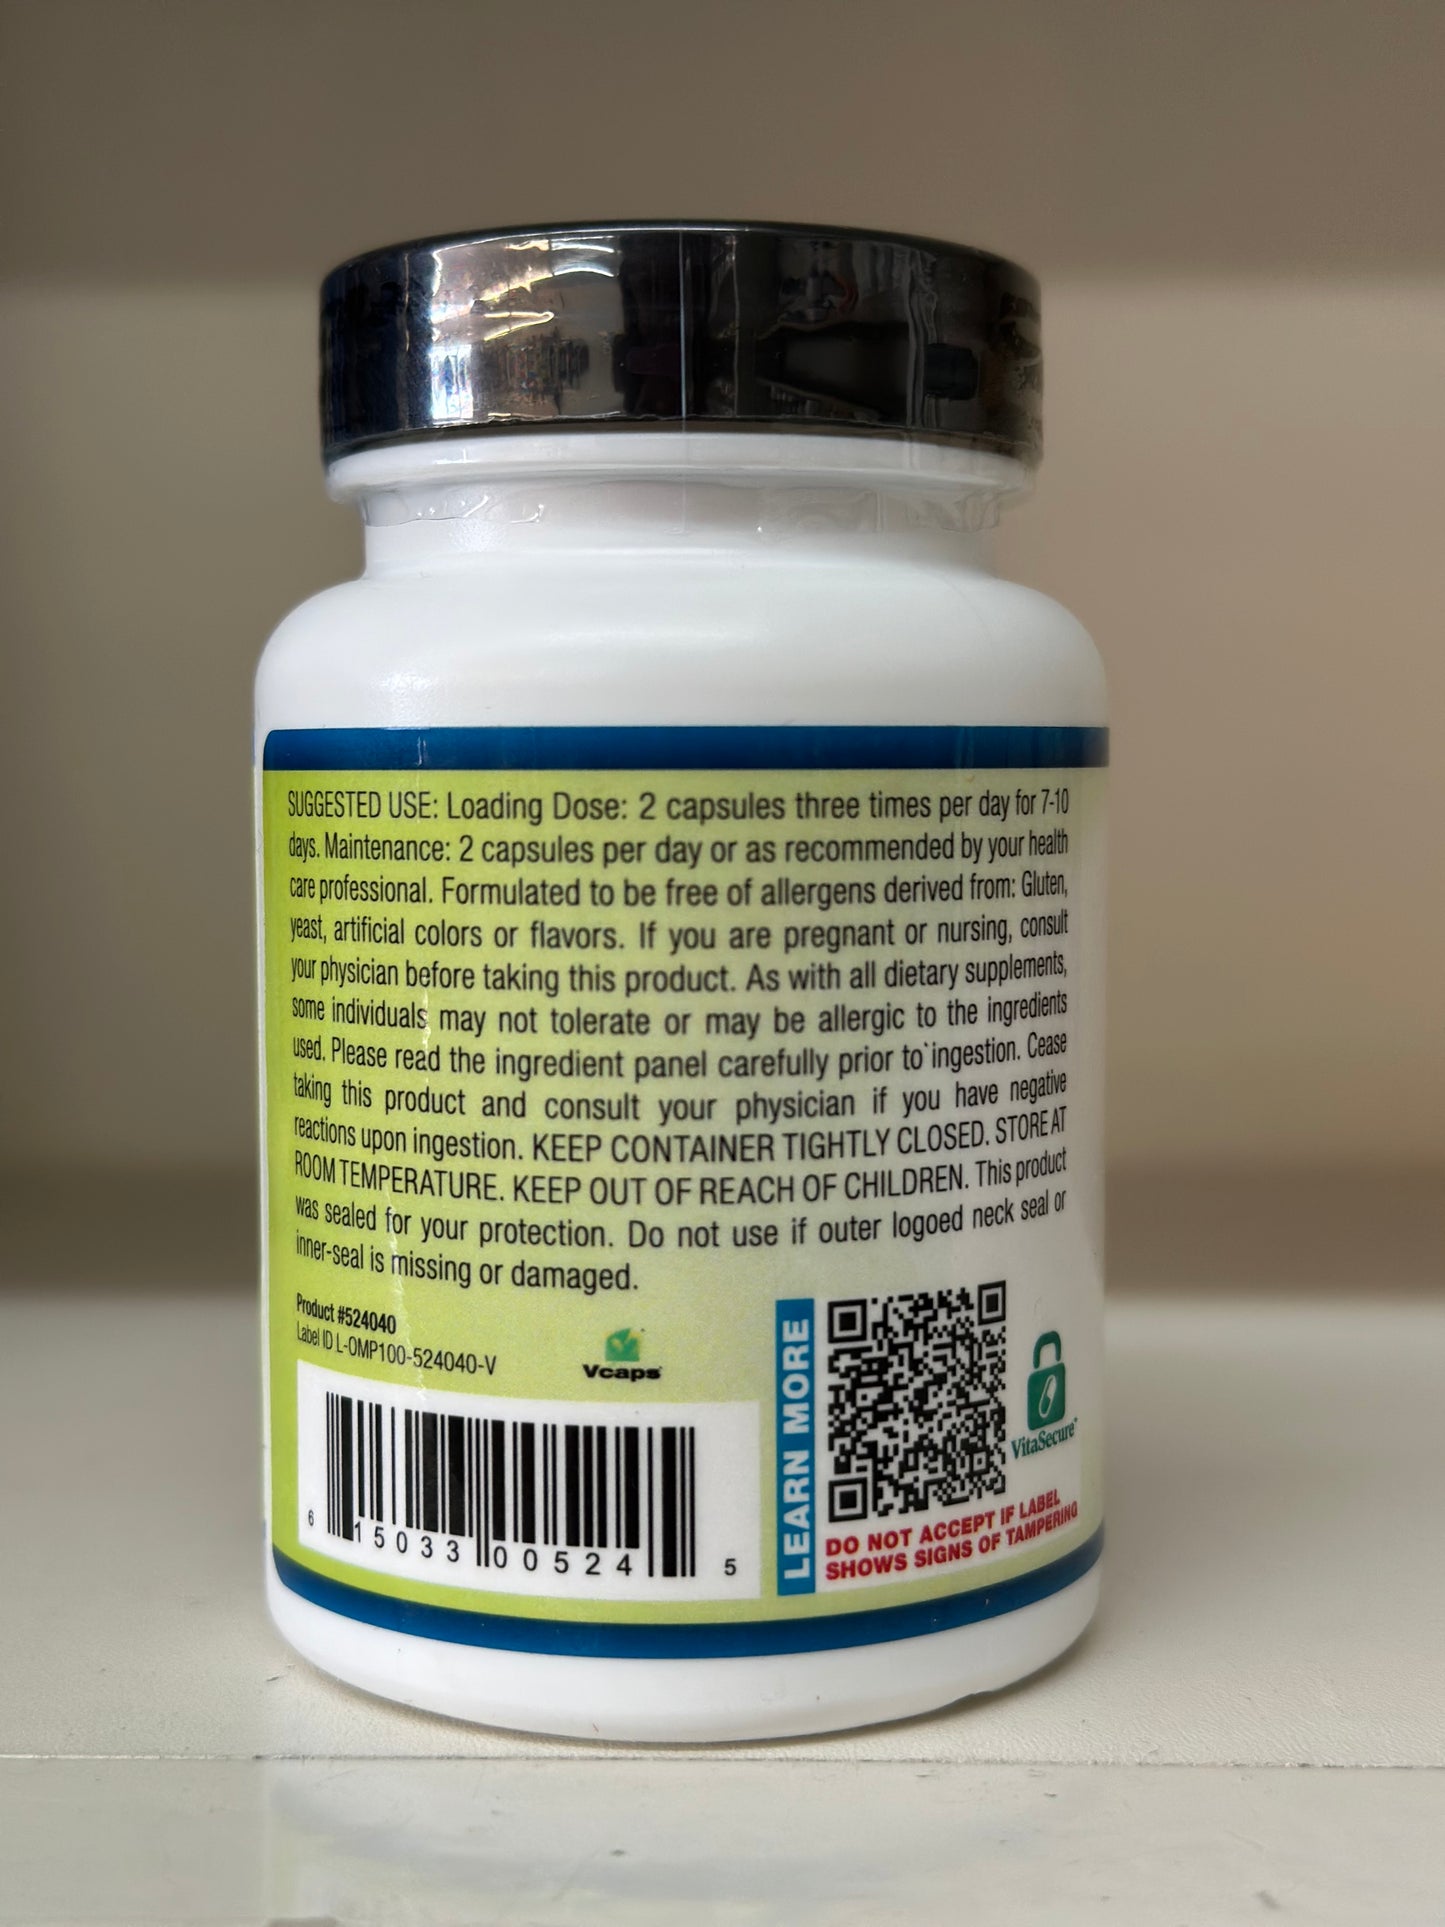 SUGGESTED USE: Loading Dose: 2 capsules three times per day for 7-10
days. Maintenance: 2 capsules per day or as recommended by your health
care professional. Formulated to be free of allergens derived from: Gluten,
yeast, artificial colors or flavors. If you are pregnant or nursing, consult
your physician before taking this product. As with all dietary supplements,
some individuals may not tolerate or may be allergic to the ingredients
used. Please read the ingredient panel carefully prior to ingestion. Cease
taking this product and consult your physician if you have negative
reactions upon ingestion. KEEP CONTAINER TIGHTLY CLOSED. STORE AT
ROOM TEMPERATURE. KEEP OUT OF REACH OF CHILDREN. This product
was sealed for your protection. Do not use if outer logoed neck seal or
inner-seal is missing or damaged.
Product #524040
Label ID L-OMP100-524040-V
Vcaps
6 15033 00524 5
LEARN MORE
VitaSecure
DO NOT ACCEPT IF LABEL
SHOWS SIGNS OF TAMPERING